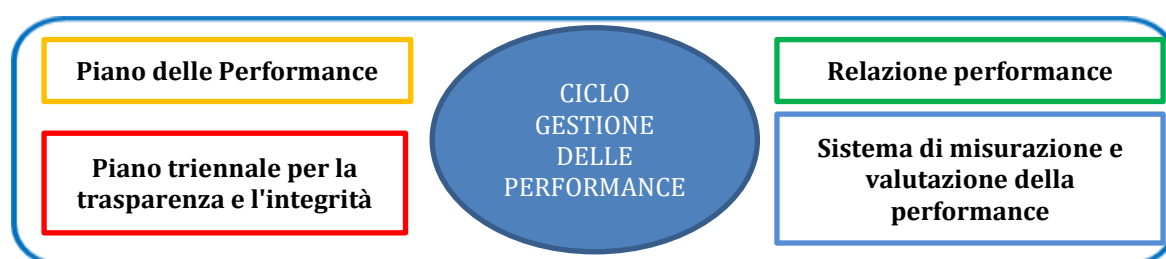 Piano delle Performance
Piano triennale per la
trasparenza e l'integrità
CICLO
GESTIONE
DELLE
PERFORMANCE
Relazione performance
Sistema di misurazione e
valutazione della
performance